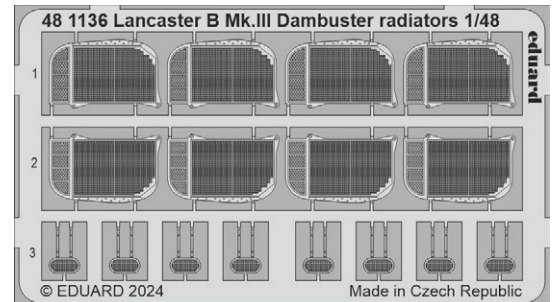 48 1136 Lancaster B Mk.III Dambuster radiators 1/48
eduard
1
2
3
© EDUARD 2024
Made in Czech Republic